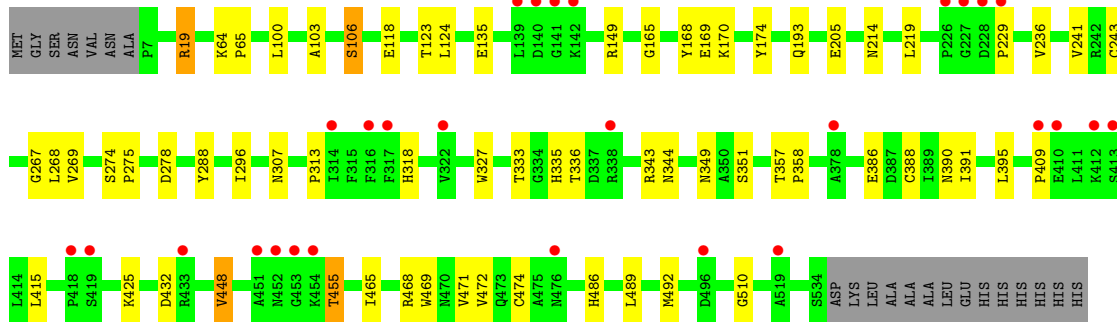 MET GLY SER ASN VAL ASN ALA P7 R19 K64 P65 L100 A103 S106 E118 T123 L124 E135 L139 D140 G141 K142 R149 G165 Y168 E169 K170 Y174 Q193 E205 N214 L219 P226 G227 D228 P229 V236 V241 R242 C243
G267 L268 V269 S274 P275 D278 Y288 I296 N307 P313 I314 F315 F316 F317 H318 V322 W327 T333 G334 H335 T336 D337 R338 R343 N344 N349 A350 S351 T357 P358 A378 E386 D387 C388 I389 N390 I391 L395 P409 E410 L411 K412 S413
L414 L415 P418 S419 K425 D432 R433 V448 A451 N452 G453 K454 T455 I465 R468 W469 N470 V471 V472 Q473 C474 A475 N476 H486 L489 M492 D496 G510 A519 S534 ASP LYS LEU ALA ALA ALA LEU GLU HIS HIS HIS HIS HIS HIS